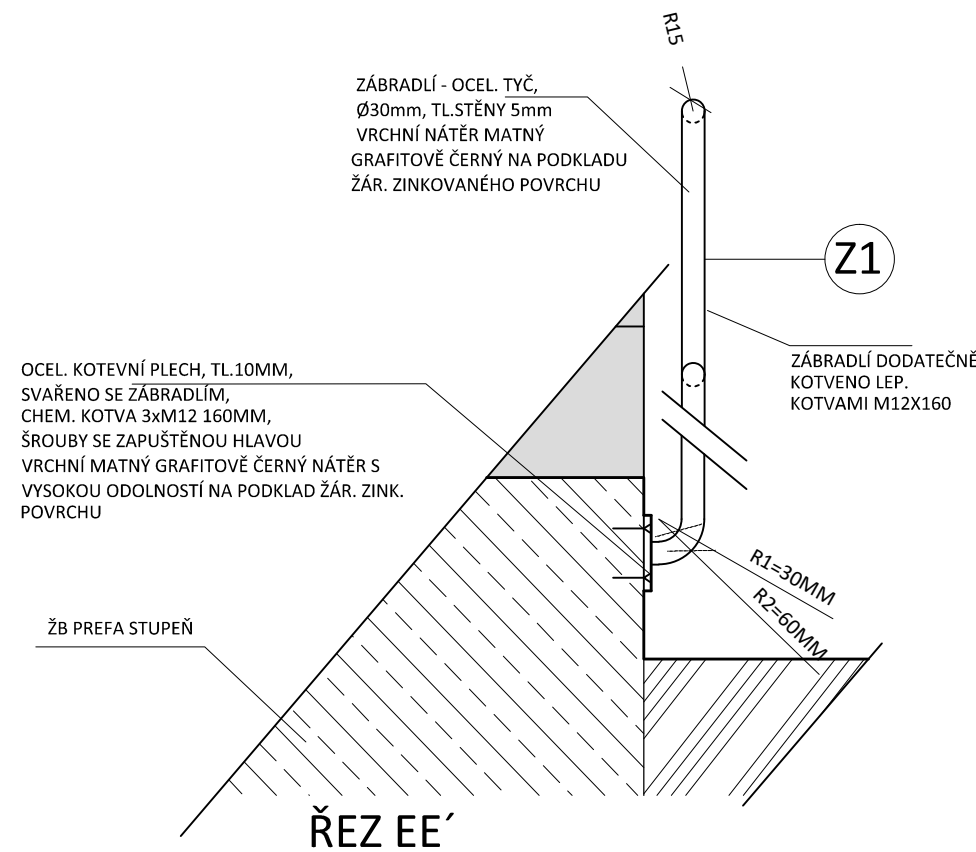 R15
ZÁBRADLÍ - OCEL. TYČ,
Ø30mm, TL.STĚNY 5mm
VRCHNÍ NÁTĚR MATNÝ
GRAFITOVĚ ČERNÝ NA PODKLADU
ŽÁR. ZINKOVANÉHO POVRCHU
Z1
ZÁBRADLÍ DODATEČNĚ
KOTVENO LEP.
KOTVAMI M12X160
OCEL. KOTEVNÍ PLECH, TL.10MM,
SVAŘENO SE ZÁBRADLÍM,
CHEM. KOTVA 3xM12 160MM,
ŠROUBY SE ZAPUŠTĚNOU HLAVOU
VRCHNÍ MATNÝ GRAFITOVĚ ČERNÝ NÁTĚR S
VYSOKOU ODOLNOSTÍ NA PODKLAD ŽÁR. ZINK.
POVRCHU
R1=30MM
R2=60MM
ŽB PREFA STUPEŇ
ŘEZ EE´